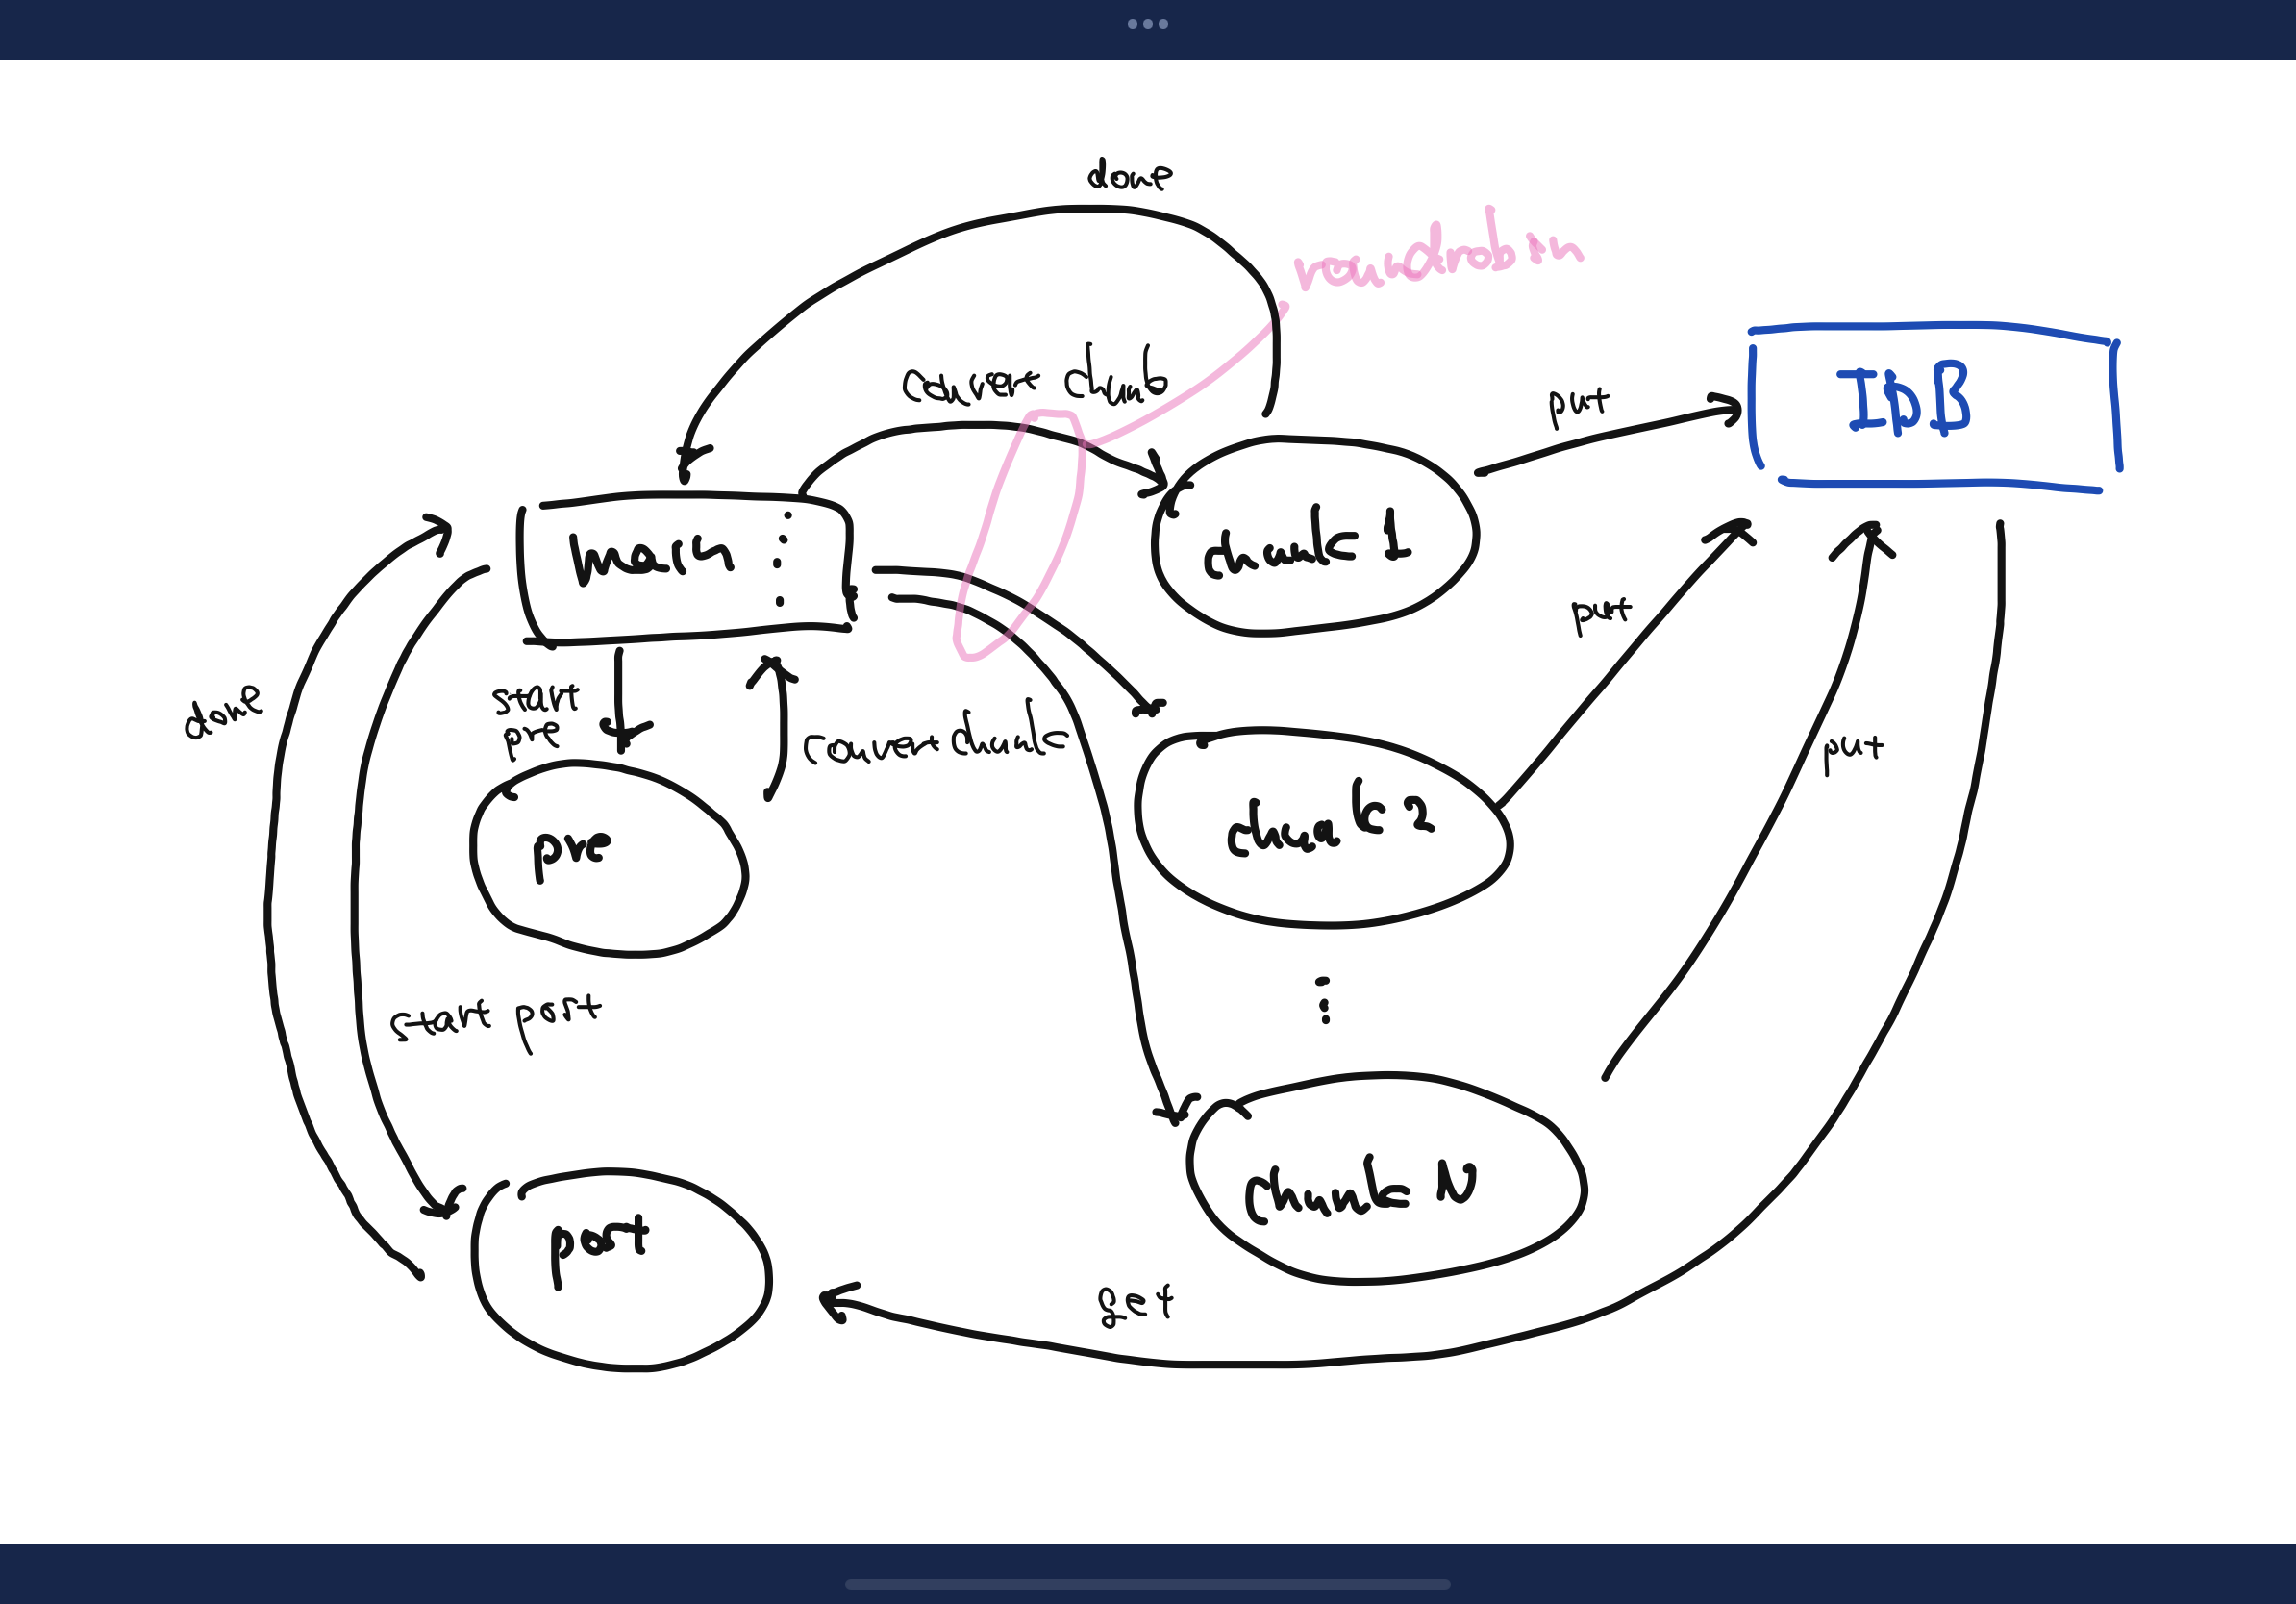 done
roundrobin
convert chunk
put
IDB
main
chunk 1
put
done
start
pre
convert chunk
put
pre
chunk 2
start post
post
chunk N
get